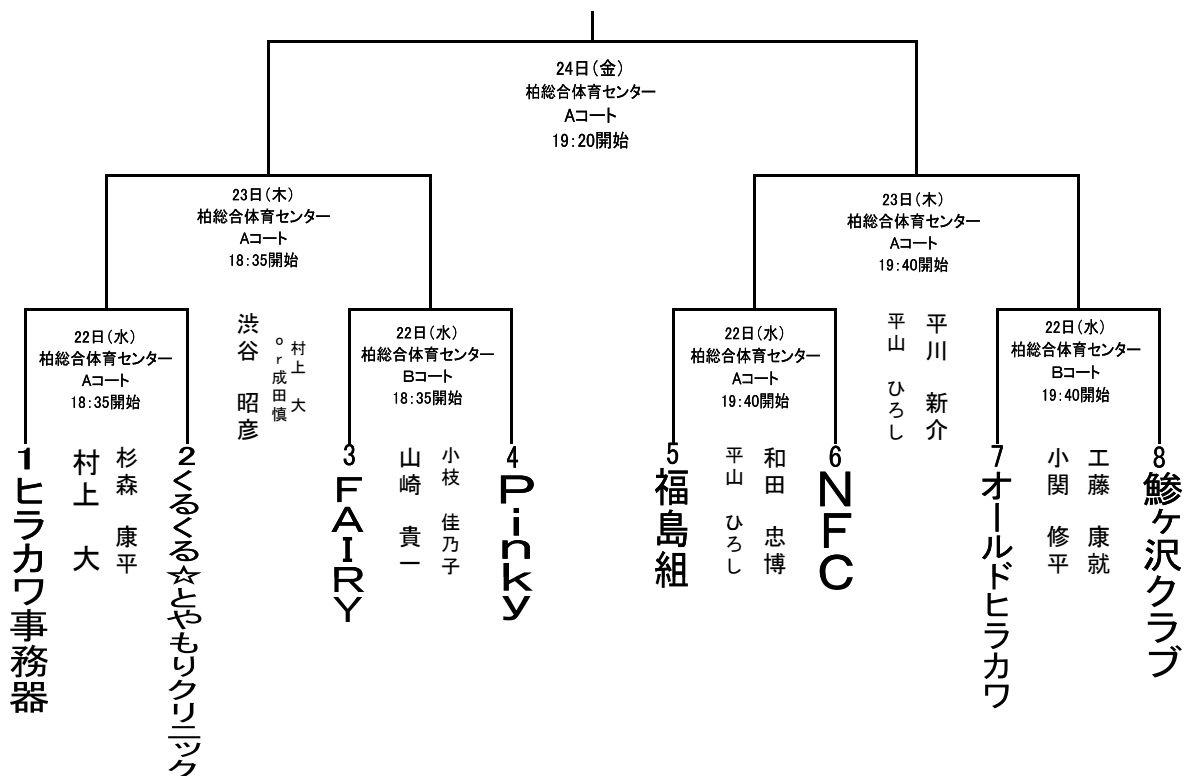 24日（金）
柏総合体育センター
Aコート
19：20開始
23日（木）
柏総合体育センター
Aコート
18：35開始
23日（木）
柏総合体育センター
Aコート
19：40開始
22日（水）
柏総合体育センター
Aコート
18：35開始
渋谷　昭彦
村上　大
or成田慎
22日（水）
柏総合体育センター
Bコート
18：35開始
22日（水）
柏総合体育センター
Aコート
19：40開始
平山　ひろし
平川　新介
22日（水）
柏総合体育センター
Bコート
19：40開始
1ヒラカワ事務器
村上　大
杉森　康平
2くるくる☆とやもりクリニック
3FAIRY
山崎　貴一
小枝　佳乃子
4Pinky
5福島組
平山　ひろし
和田　忠博
6NFC
7オールドヒラカワ
小関　修平
工藤　康就
8鯵ヶ沢クラブ